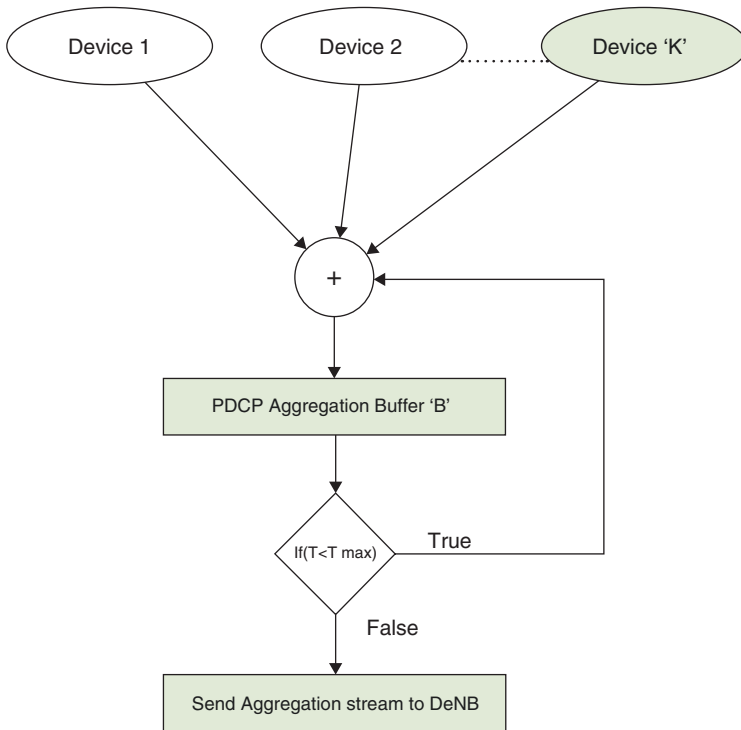 Device 1
Device 2
Device ‘K’
+
PDCP Aggregation Buffer ‘B’
If(T<T max)
True
False
Send Aggregation stream to DeNB